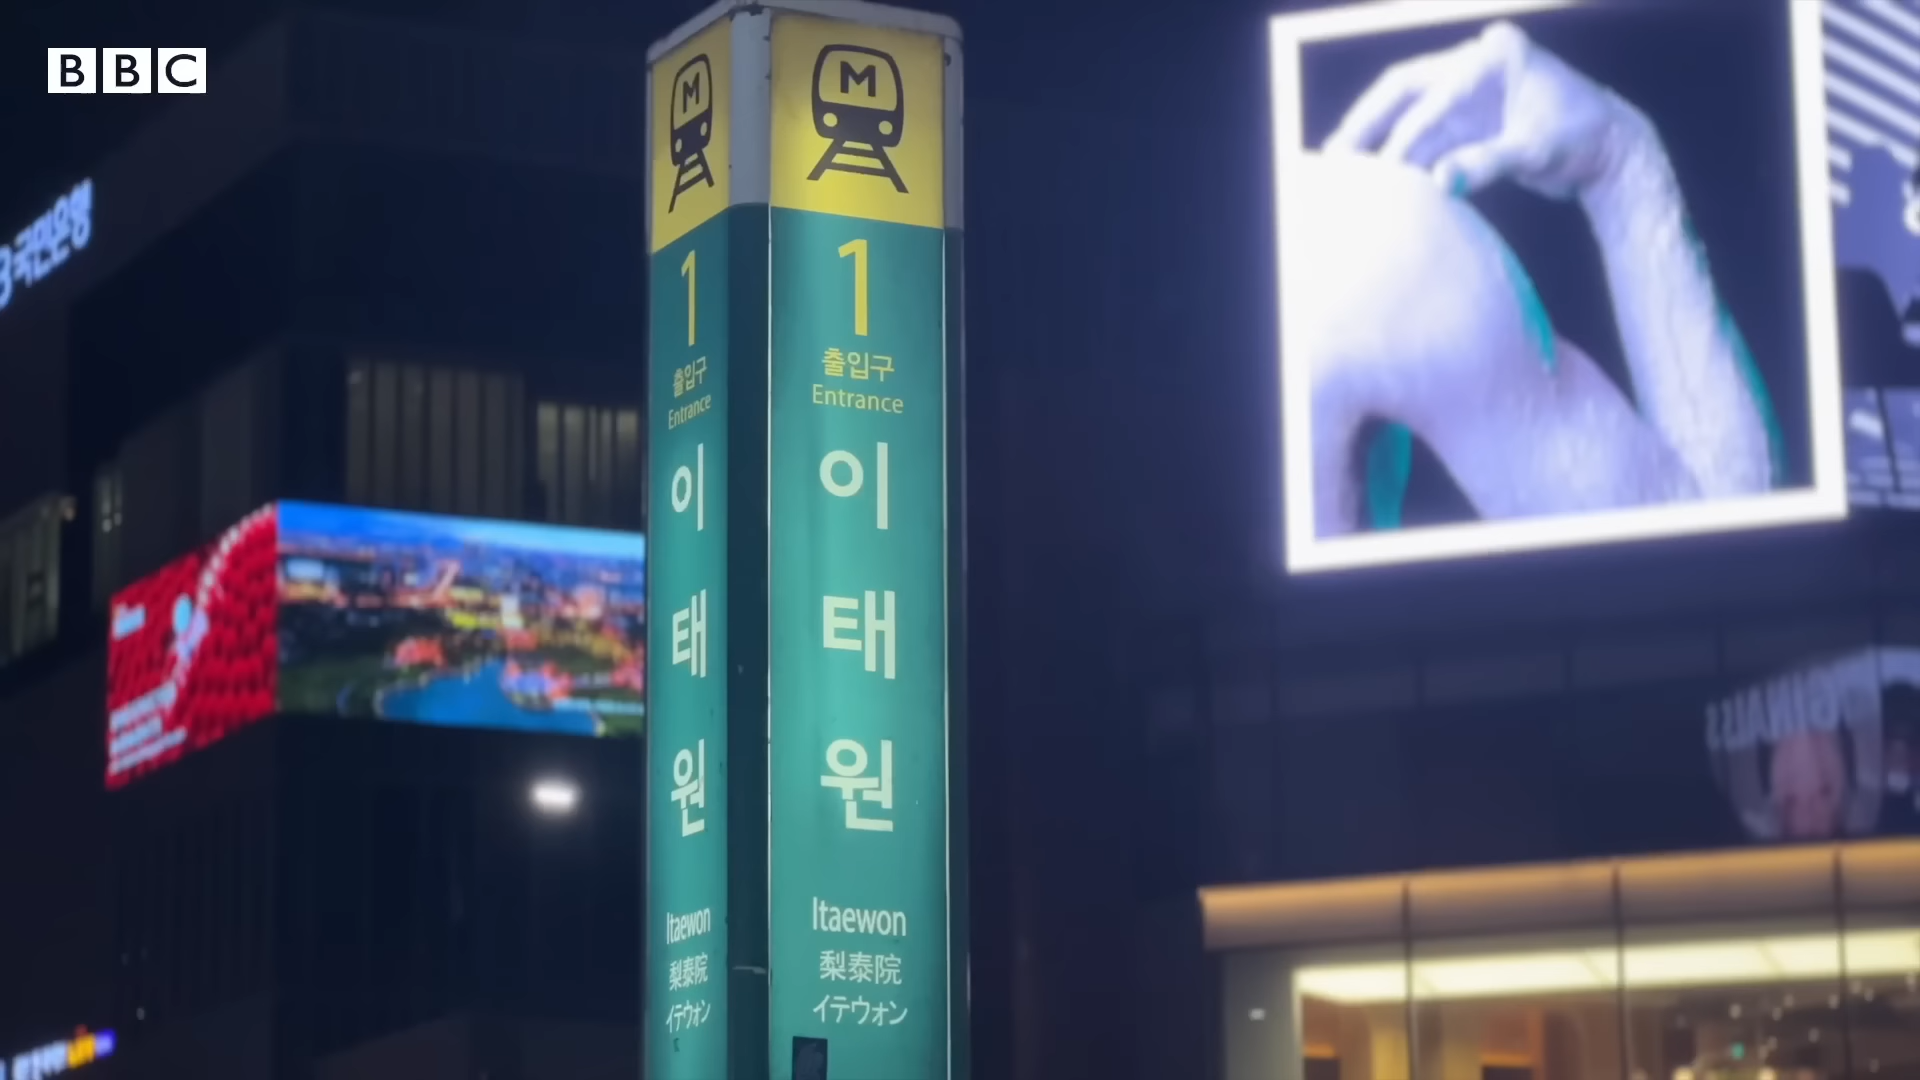 BBC
국민은행
M
1
출입구
Entrance
이
태
원
Itaewon
梨泰院
イテウォン
M
1
출입구
Entrance
이
태
원
Itaewon
梨泰院
イテウォン